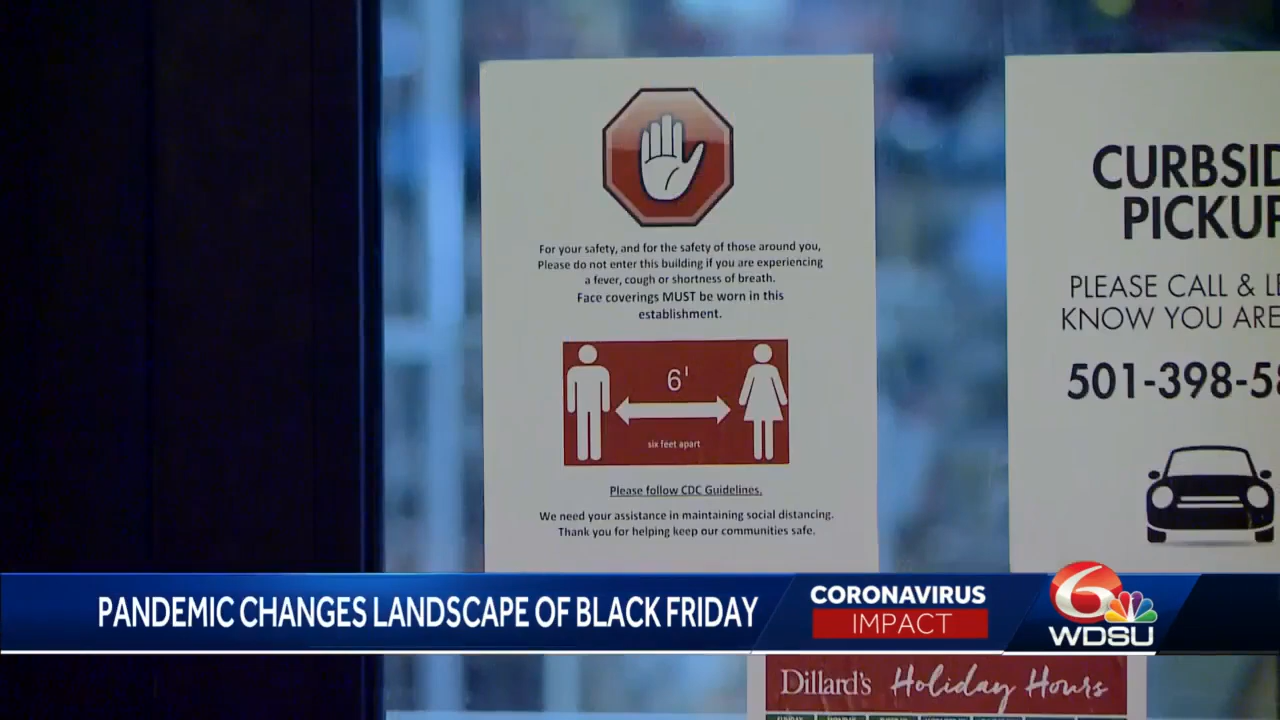 For your safety, and for the safety of those around you,
Please do not enter this building if you are experiencing
a fever, cough or shortness of breath.
Face coverings MUST be worn in this
establishment.
6'
six feet apart
Please follow CDC Guidelines.
We need your assistance in maintaining social distancing.
Thank you for helping keep our communities safe.
CURBSID
PICKUP
PLEASE CALL & LE
KNOW YOU ARE
501-398-58
PANDEMIC CHANGES LANDSCAPE OF BLACK FRIDAY
CORONAVIRUS
IMPACT
6
WDSU
Dillard's Holiday Hours